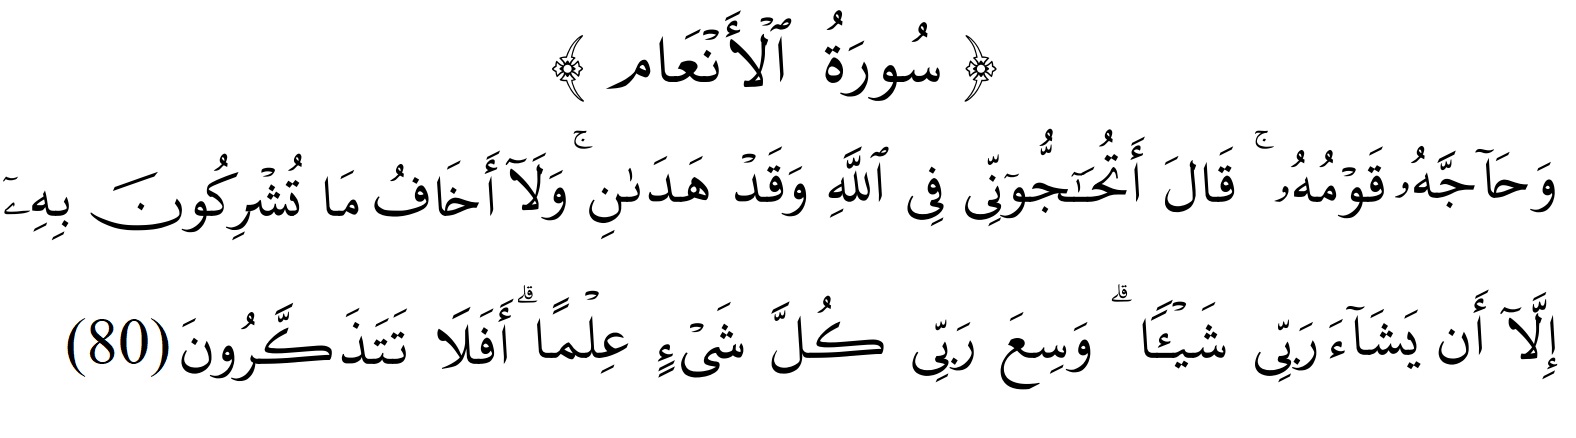 ﴿ سُورَةُ ٱلۡأَنۡعَام ﴾
وَحَآجَّهُۥ قَوۡمُهُۥۚ قَالَ أَتُحَٰٓجُّوٓنِّي فِي ٱللَّهِ وَقَدۡ هَدَىٰنِۚ وَلَآ أَخَافُ مَا تُشۡرِكُونَ بِهِۦٓ
إِلَّآ أَن يَشَآءَ رَبِّي شَيۡـٔٗاۗ وَسِعَ رَبِّي كُلَّ شَيۡءٍ عِلۡمًاۗ أَفَلَا تَتَذَكَّرُونَ (80)